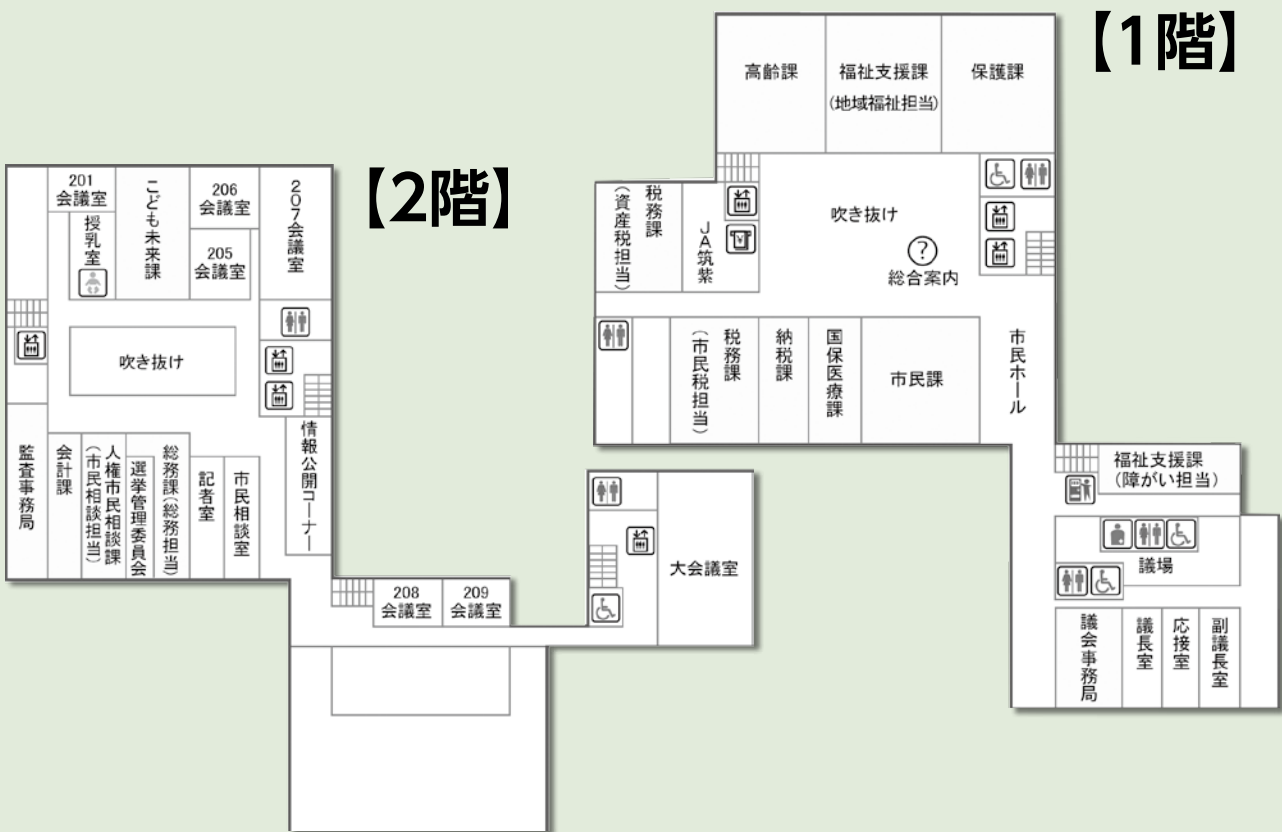 【1階】
高齢課
福祉支援課
(地域福祉担当)
保護課
税務課
(資産税担当)
JA筑紫
吹き抜け
?
総合案内
税務課
(市民税担当)
納税課
国保医療課
市民課
市民ホール
福祉支援課
(障がい担当)
議場
議会事務局
議長室
応接室
副議長室
【2階】
201
会議室
授乳室
こども未来課
206
会議室
205
会議室
207会議室
吹き抜け
監査事務局
会計課
人権市民相談課
(市民相談担当)
選挙管理委員会
総務課(総務担当)
記者室
市民相談室
情報公開コーナー
208
会議室
209
会議室
大会議室